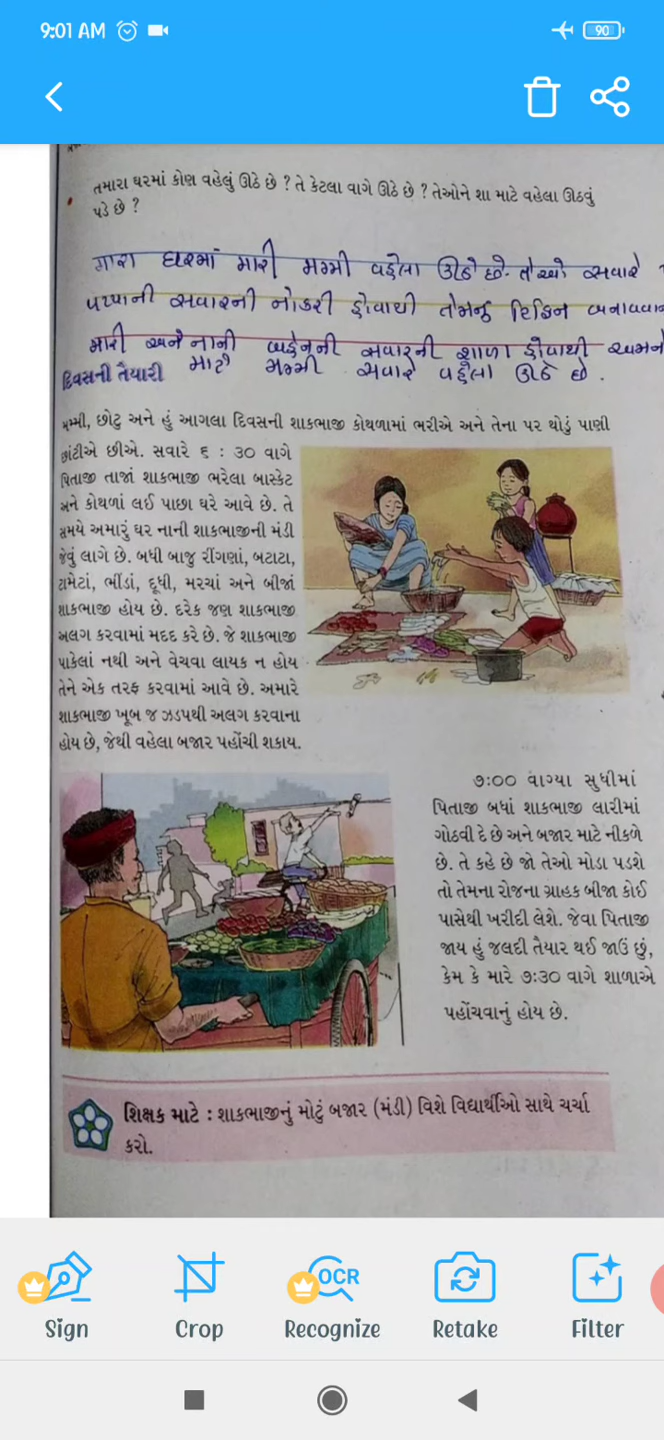 9:01 AM
90
તમારા ઘરમાં કોણ વહેલું ઊઠે છે ? તે કેટલા વાગે ઊઠે છે ? તેઓને શા માટે વહેલા ઊઠવું
પડે છે ?
મારા ઘરમાં મારી મમ્મી વહેલા ઊઠે છે. તેઓ સવારે
પપ્પાની સવારની નોકરી હોવાથી તેમનું ટિફિન
મારી અને નાની બહેનની સવારની શાળા હોવાથી અમને
માટે મમ્મી સવારે વહેલા ઊઠે છે .
દિવસની તૈયારી
મમ્મી, છોટુ અને હું આગલા દિવસની શાકભાજી કોથળામાં ભરીએ અને તેના પર થોડું પાણી
છાંટીએ છીએ. સવારે ૬ : ૩૦ વાગે
પિતાજી તાજાં શાકભાજી ભરેલા બાસ્કેટ
અને કોથળાં લઈ પાછા ઘરે આવે છે. તે
સમયે અમારું ઘર નાની શાકભાજીની મંડી
જેવું લાગે છે. બધી બાજુ રીંગણાં, બટાટા,
ટામેટાં, ભીંડાં, દૂધી, મરચાં અને બીજાં
શાકભાજી હોય છે. દરેક જણ શાકભાજી
અલગ કરવામાં મદદ કરે છે. જે શાકભાજી
પાકેલાં નથી અને વેચવા લાયક ન હોય
તેને એક તરફ કરવામાં આવે છે. અમારે
શાકભાજી ખૂબ જ ઝડપથી અલગ કરવાના
હોય છે, જેથી વહેલા બજાર પહોંચી શકાય.
૭:00 વાગ્યા સુધીમાં
પિતાજી બધાં શાકભાજી લારીમાં
ગોઠવી દે છે અને બજાર માટે નીકળે
છે. તે કહે છે જો તેઓ મોડા પડશે
તો તેમના રોજના ગ્રાહક બીજા કોઈ
પાસેથી ખરીદી લેશે. જેવા પિતાજી
જાય હું જલદી તૈયાર થઈ જાઉં છું,
કેમ કે મારે ૭:૩૦ વાગે શાળાએ
પહોંચવાનું હોય છે.
શિક્ષક માટે : શાકભાજીનું મોટું બજાર (મંડી) વિશે વિદ્યાર્થીઓ સાથે ચર્ચા
કરો.
OCR
Sign Crop Recognize Retake Filter